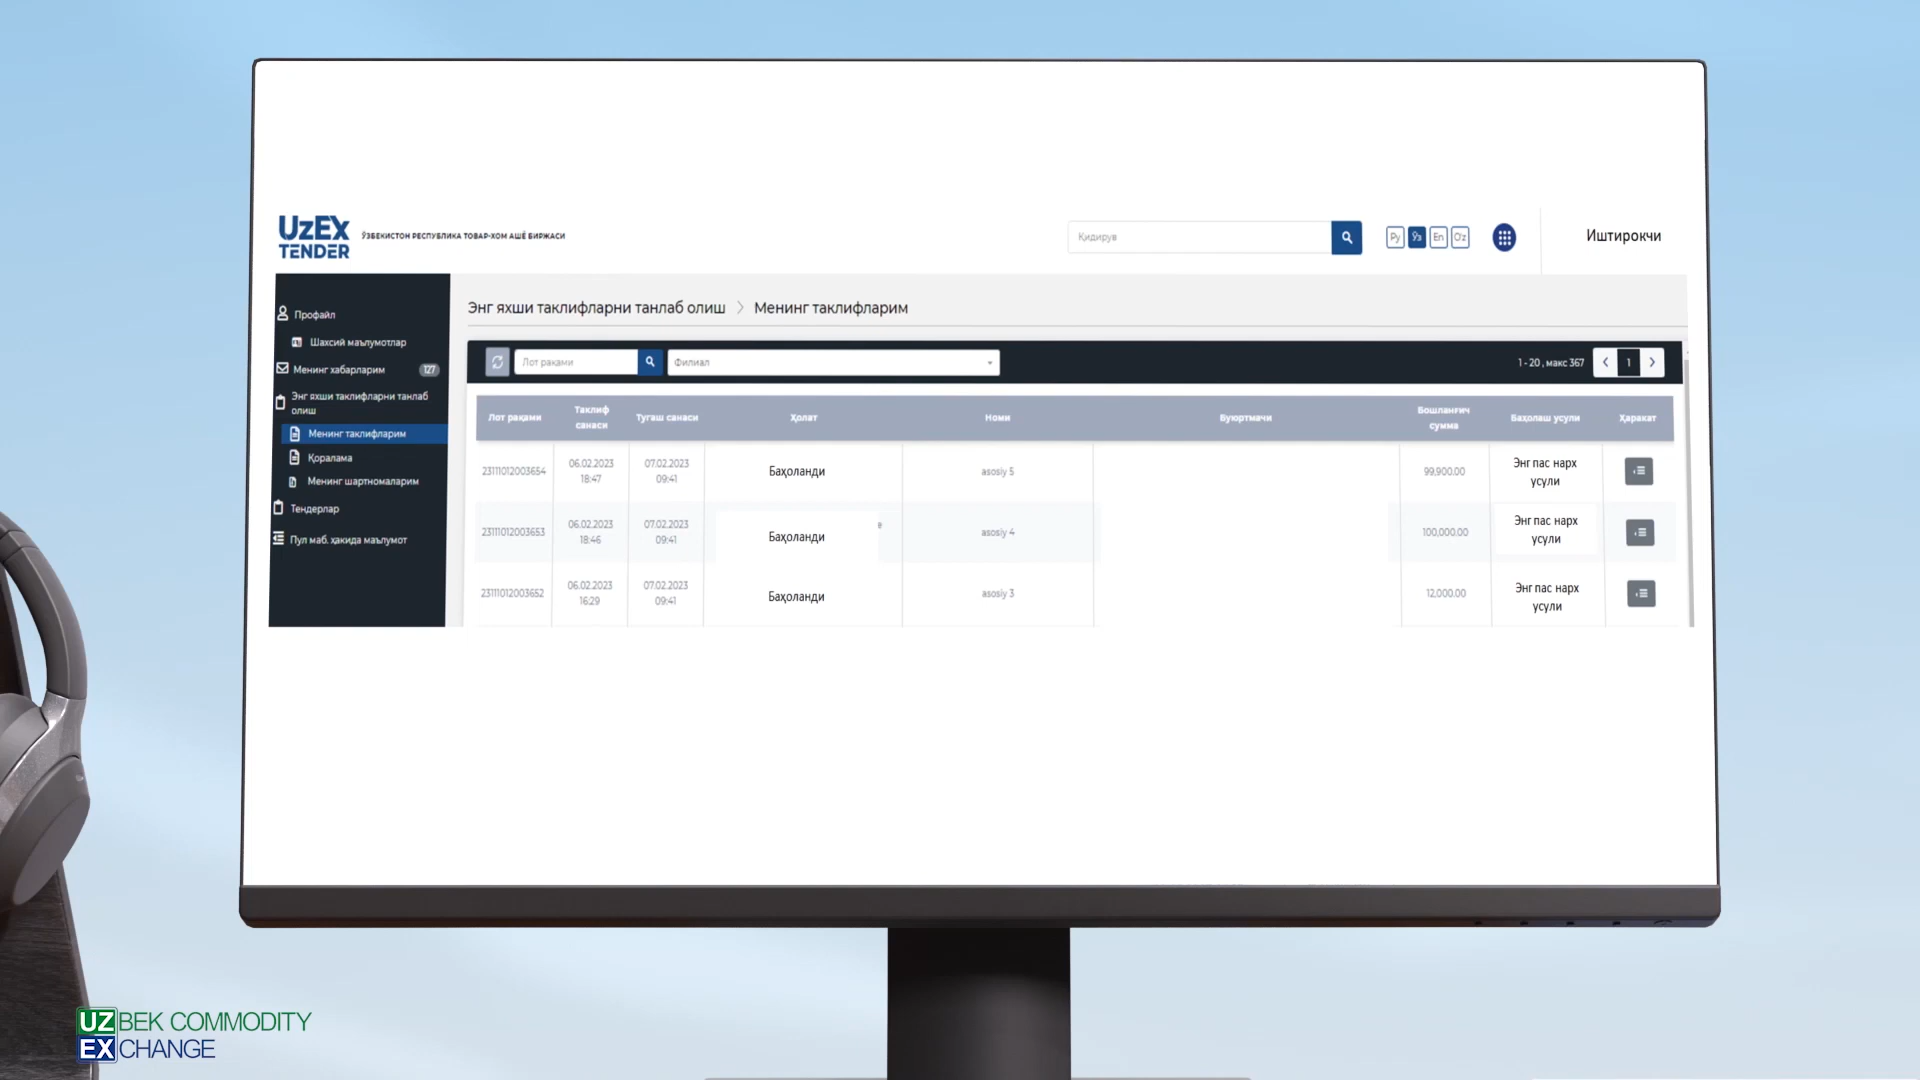 UzEX
TENDER
ЎЗБЕКИСТОН РЕСПУБЛИКА ТОВАР-ХОМ АШЁ БИРЖАСИ
Кидирув
Ру
Ўз
En
O'z
Иштирокчи
Профайл
Шахсий маълумотлар
Менинг хабарларим
127
Энг яхши таклифларни танлаб
олиш
Менинг таклифларим
Қоралама
Менинг шартномаларим
Тендерлар
Пул маб. ҳакида маълумот
Энг яхши таклифларни танлаб олиш
Менинг таклифларим
Лот раками
Филиал
1 - 20 , макс 367
1
Лот рақами
Таклиф
санаси
Тугаш санаси
Ҳолат
Номи
Буюртмачи
Бошланғич
сумма
Баҳолаш усули
Ҳаракат
23111012003654
06.02.2023
18:47
07.02.2023
09:41
Баҳоланди
asosiy 5
99,900.00
Энг пас нарх
усули
23111012003653
06.02.2023
18:46
07.02.2023
09:41
Баҳоланди
asosiy 4
100,000.00
Энг пас нарх
усули
23111012003652
06.02.2023
16:29
07.02.2023
09:41
Баҳоланди
asosiy 3
12,000.00
Энг пас нарх
усули
UZBEK COMMODITY
EXCHANGE